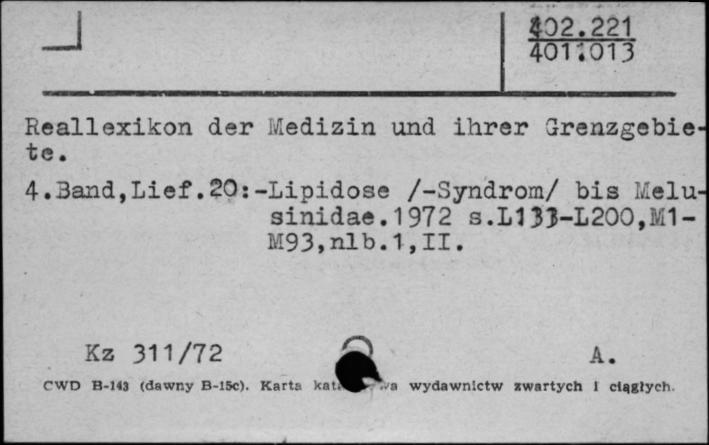 402.221
401.013
Reallexikon der Medizin und ihrer Grenzgebie-
te.
4.Band,Lief.20:-Lipidose /-Syndrom/ bis Melu-
sinidae.1972 s.L133-L200,M1-
M93,nlb.1,II.
Kz 311/72 A.
CWD B-143 (dawny B-15c). Karta wydawnictw zwartych i ciągłych.